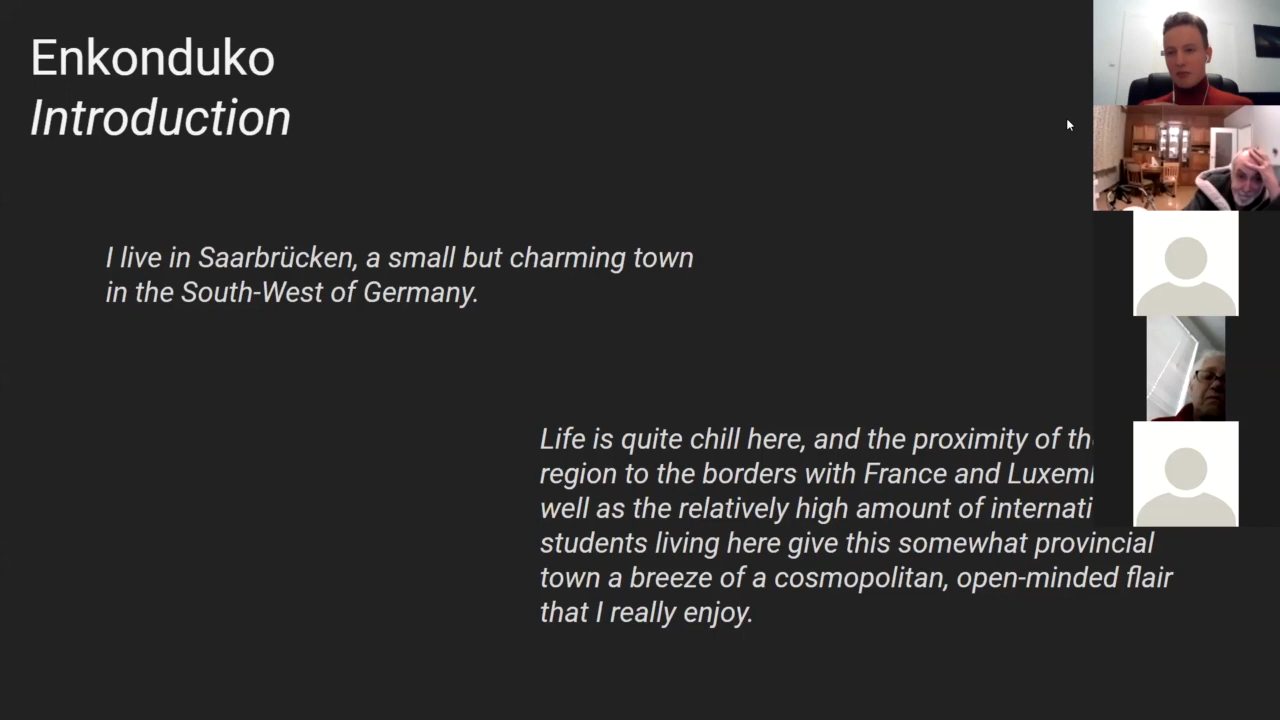 Enkonduko
Introduction
I live in Saarbrücken, a small but charming town
in the South-West of Germany.
Life is quite chill here, and the proximity of
region to the borders with France and
well as the relatively high amount of
students living here give this somewhat provincial
town a breeze of a cosmopolitan, open-minded flair
that I really enjoy.